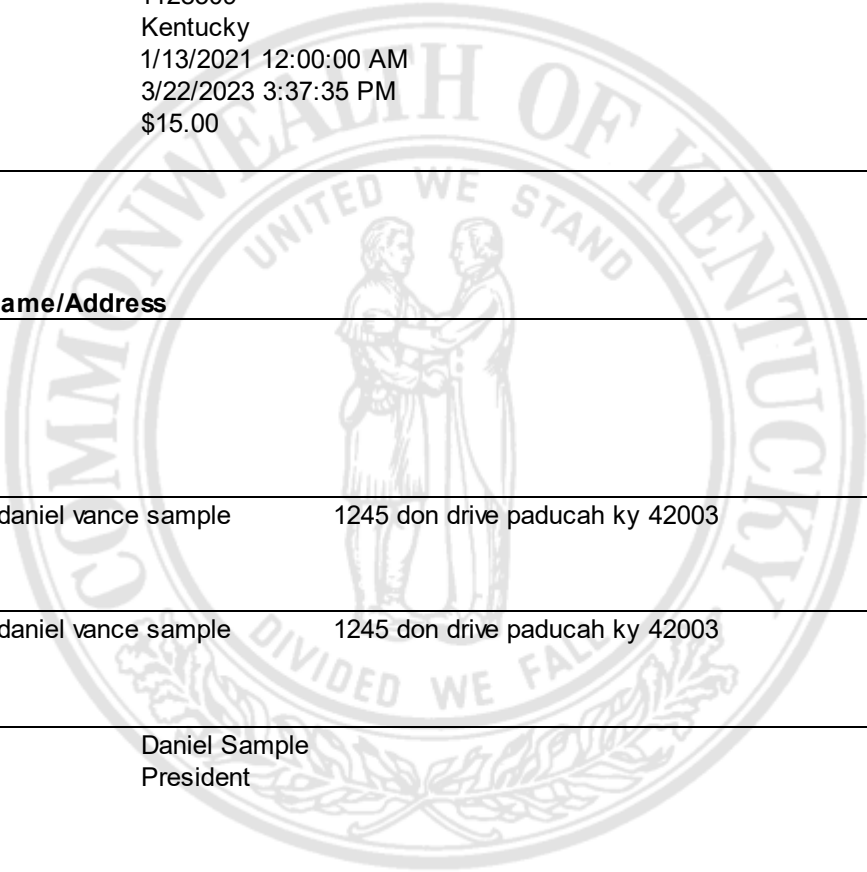 Kentucky
1/13/2021 12:00:00 AM
3/22/2023 3:37:35 PM
$15.00
COMMONWEALTH OF KENTUCKY
UNITED WE STAND
ame/Address
daniel vance sample 1245 don drive paducah ky 42003
daniel vance sample 1245 don drive paducah ky 42003
DIVIDED WE FALL
Daniel Sample
President